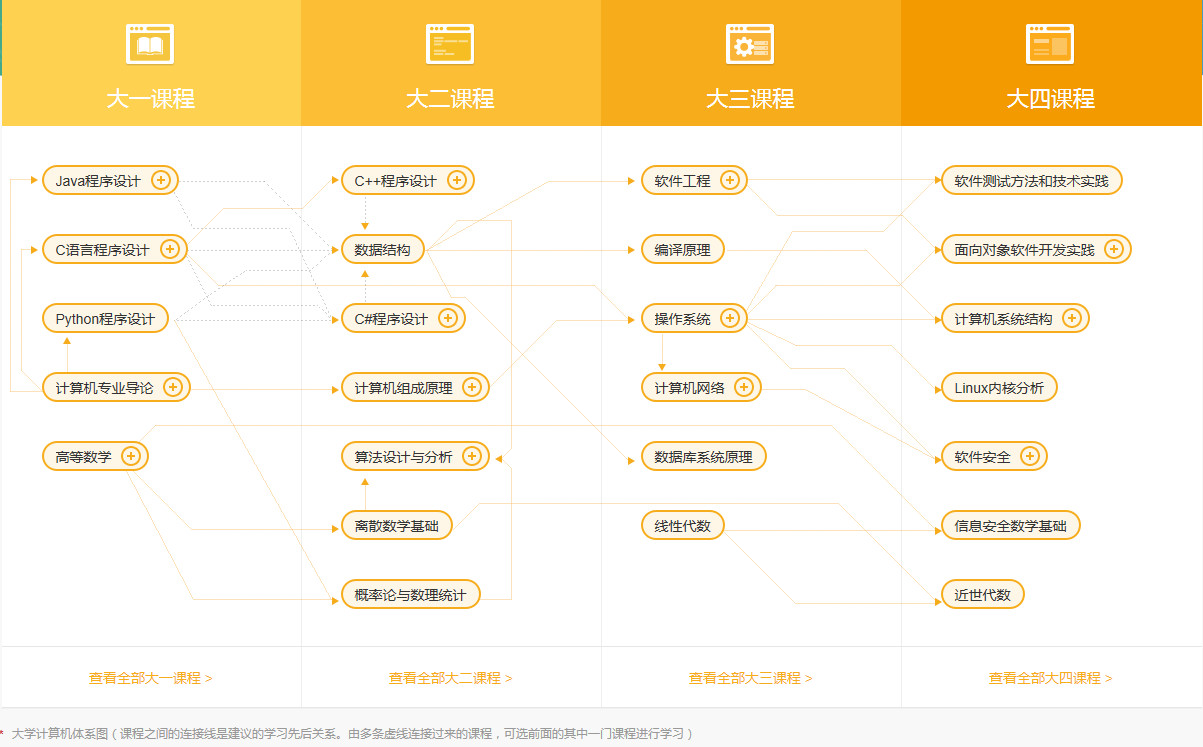 大一课程
大二课程
大三课程
大四课程
Java程序设计
C++程序设计
软件工程
软件测试方法和技术实践
C语言程序设计
数据结构
编译原理
面向对象软件开发实践
Python程序设计
C#程序设计
操作系统
计算机系统结构
计算机专业导论
计算机组成原理
计算机网络
Linux内核分析
高等数学
算法设计与分析
数据库系统原理
软件安全
离散数学基础
线性代数
信息安全数学基础
概率论与数理统计
近世代数
查看全部大一课程 >
查看全部大二课程 >
查看全部大三课程 >
查看全部大四课程 >
* 大学计算机体系图（课程之间的连接线是建议的学习先后关系。由多条虚线连接过来的课程，可选前面的其中一门课程进行学习）